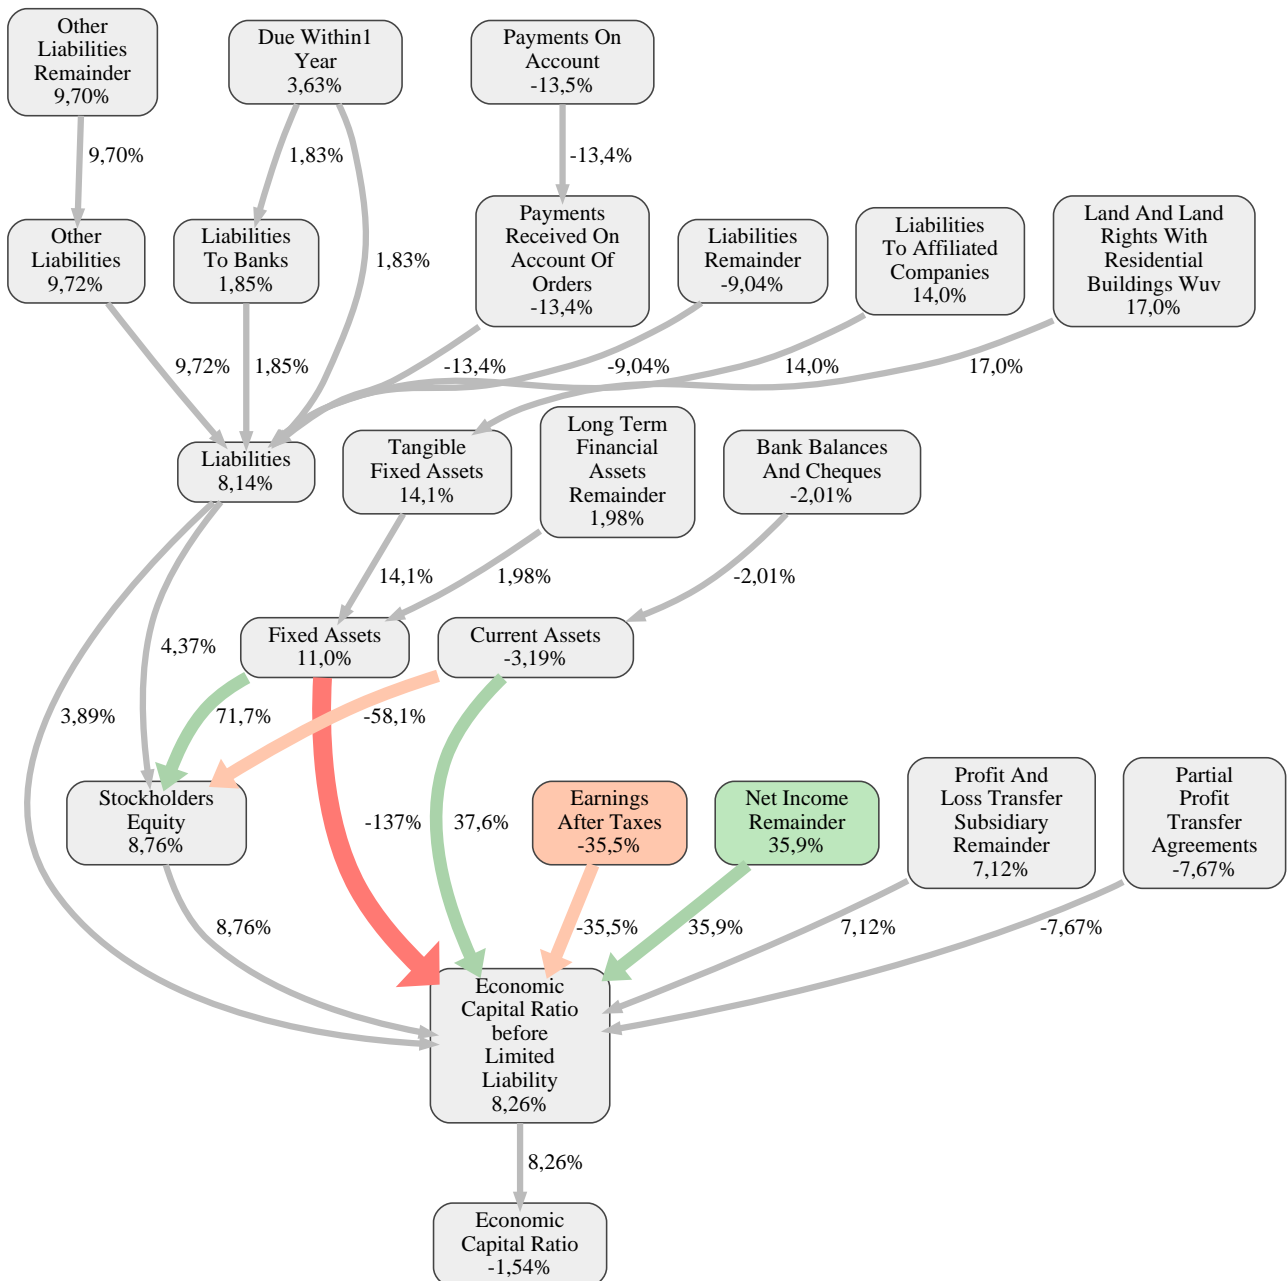 Other
Liabilities
Remainder
9,70%
Due Within1
Year
3,63%
Payments On
Account
-13,5%
9,70%
1,83%
-13,4%
Other
Liabilities
9,72%
Liabilities
To Banks
1,85%
1,83%
Payments
Received On
Account Of
Orders
-13,4%
Liabilities
Remainder
-9,04%
Liabilities
To Affiliated
Companies
14,0%
Land And Land
Rights With
Residential
Buildings Wuv
17,0%
9,72%
1,85%
-13,4%
-9,04%
14,0%
17,0%
Liabilities
8,14%
Tangible
Fixed Assets
14,1%
Long Term
Financial
Assets
Remainder
1,98%
Bank Balances
And Cheques
-2,01%
14,1%
1,98%
-2,01%
Fixed Assets
11,0%
Current Assets
-3,19%
4,37%
3,89%
71,7%
-58,1%
Stockholders
Equity
8,76%
-137%
37,6%
Earnings
After Taxes
-35,5%
Net Income
Remainder
35,9%
Profit And
Loss Transfer
Subsidiary
Remainder
7,12%
Partial
Profit
Transfer
Agreements
-7,67%
8,76%
-35,5%
35,9%
7,12%
-7,67%
Economic
Capital Ratio
before
Limited
Liability
8,26%
8,26%
Economic
Capital Ratio
-1,54%